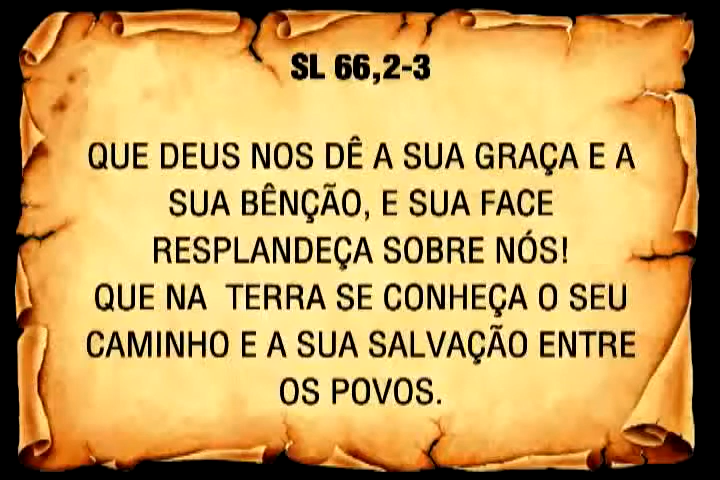 SL 66,2-3
QUE DEUS NOS DÊ A SUA GRAÇA E A
SUA BÊNÇÃO, E SUA FACE
RESPLANDEÇA SOBRE NÓS!
QUE NA TERRA SE CONHEÇA O SEU
CAMINHO E A SUA SALVAÇÃO ENTRE
OS POVOS.